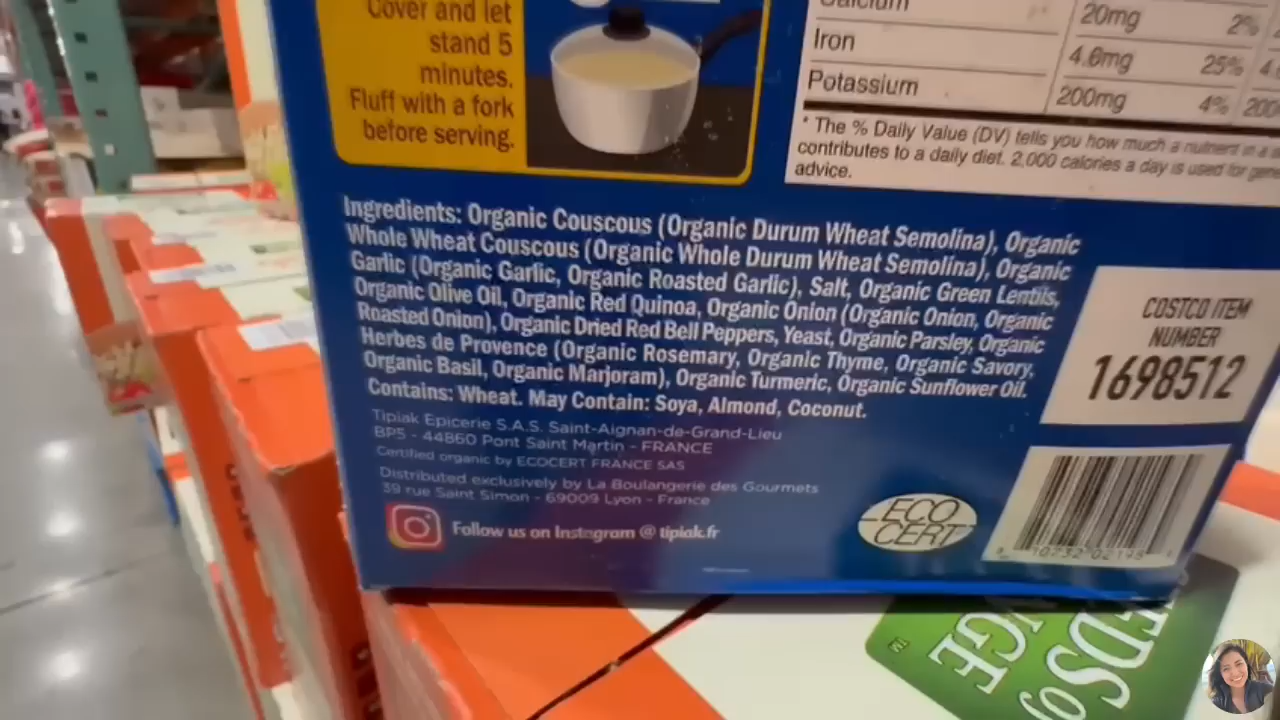 Cover and let
stand 5
minutes.
Fluff with a fork
before serving.
Calcium 20mg 2%
Iron 4.6mg 25%
Potassium 200mg 4% 200
* The % Daily Value (DV) tells you how much a nutrient in a
contributes to a daily diet. 2,000 calories a day is used for
advice.
Ingredients: Organic Couscous (Organic Durum Wheat Semolina), Organic
Whole Wheat Couscous (Organic Whole Durum Wheat Semolina), Organic
Garlic (Organic Garlic, Organic Roasted Garlic), Salt, Organic Green Lentils,
Organic Olive Oil, Organic Red Quinoa, Organic Onion (Organic Onion, Organic
Roasted Onion), Organic Dried Red Bell Peppers, Yeast, Organic Parsley, Organic
Herbes de Provence (Organic Rosemary, Organic Thyme, Organic Savory,
Organic Basil, Organic Marjoram), Organic Turmeric, Organic Sunflower Oil.
Contains: Wheat. May Contain: Soya, Almond, Coconut.
Tipiak Epicerie S.A.S. Saint-Aignan-de-Grand-Lieu
BP5 - 44860 Pont Saint Martin - FRANCE
Certified organic by ECOCERT FRANCE SAS
Distributed exclusively by La Boulangerie des Gourmets
39 rue Saint Simon - 69009 Lyon - France
Follow us on Instagram @ tipiak.fr
ECO
CERT
COSTCO ITEM
NUMBER
1698512